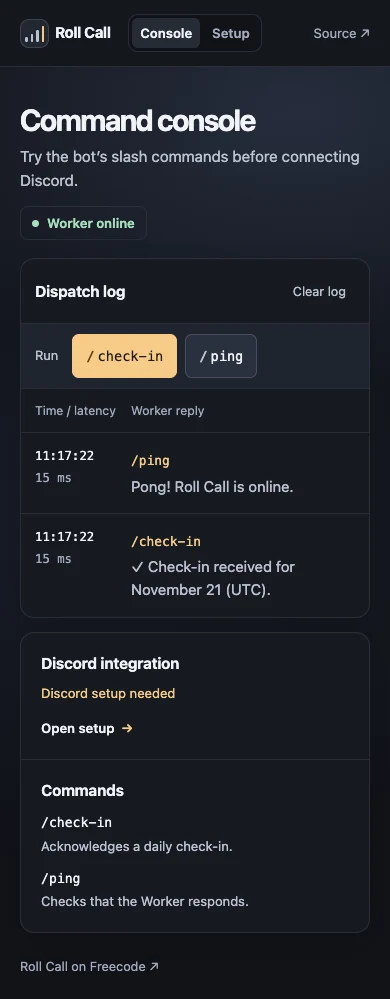 Roll Call
Console
Setup
Source ↗
Command console
Try the bot's slash commands before connecting
Discord.
Worker online
Dispatch log
Clear log
Run
/ check-in
/ ping
Time / latency
Worker reply
11:17:22
/ping
15 ms
Pong! Roll Call is online.
11:17:22
/check-in
15 ms
✓ Check-in received for
November 21 (UTC).
Discord integration
Discord setup needed
Open setup →
Commands
/check-in
Acknowledges a daily check-in.
/ping
Checks that the Worker responds.
Roll Call on Freecode ↗